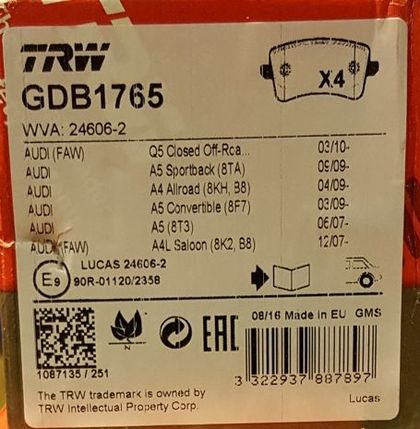 TRW
GDB1765
X4
WVA: 24606-2
AUDI (FAW) Q5 Closed Off-Roa... 03/10-
AUDI A5 Sportback (8TA) 09/09-
AUDI A4 Allroad (8KH, B8) 04/09-
AUDI A5 Convertible (8F7) 03/09-
AUDI A5 (8T3) 06/07-
AUDI (FAW) A4L Saloon (8K2, B8) 12/07-
E9
LUCAS 24606-2
90R-01120/2358
N
EAC
08/16 Made in EU GMS
1087135 / 251
3 322937 887897
The TRW trademark is owned by
TRW Intellectual Property Corp.
Lucas